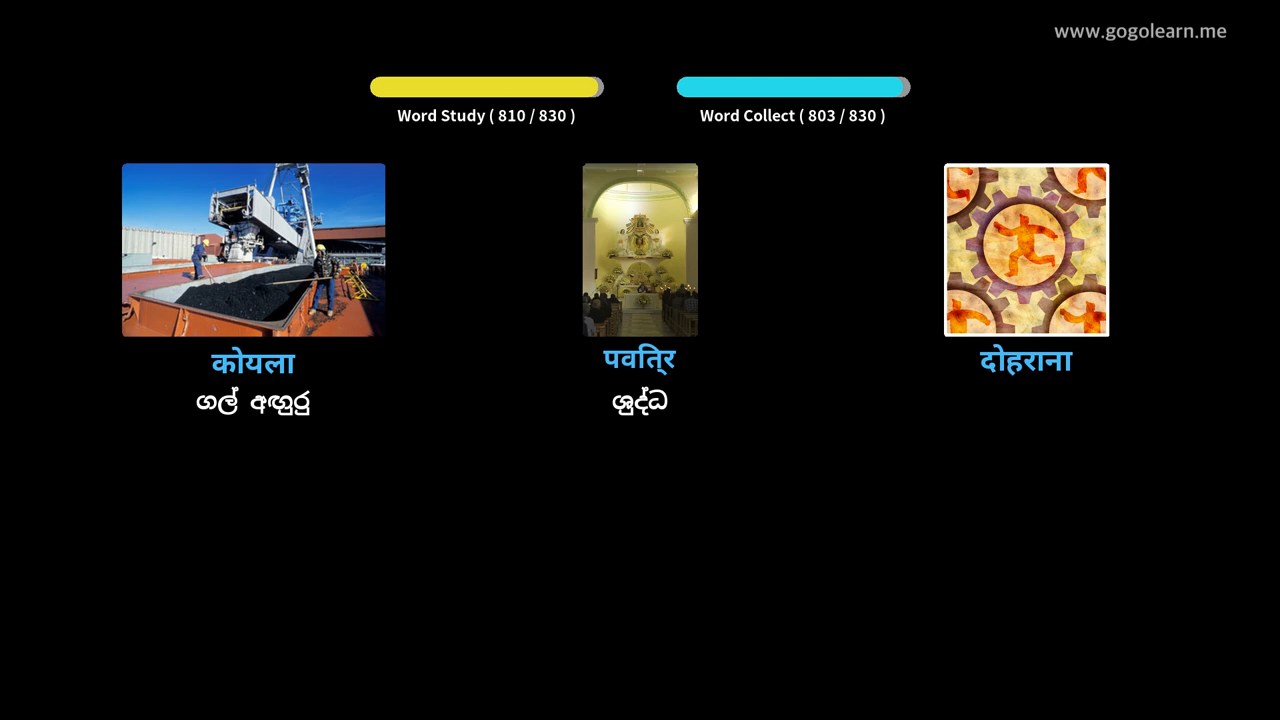 www.gogolearn.me
Word Study ( 810 / 830 )
Word Collect ( 803 / 830 )
कोयला
पवित्र
दोहराना
ගල් අඟුරු
ශුද්ධ